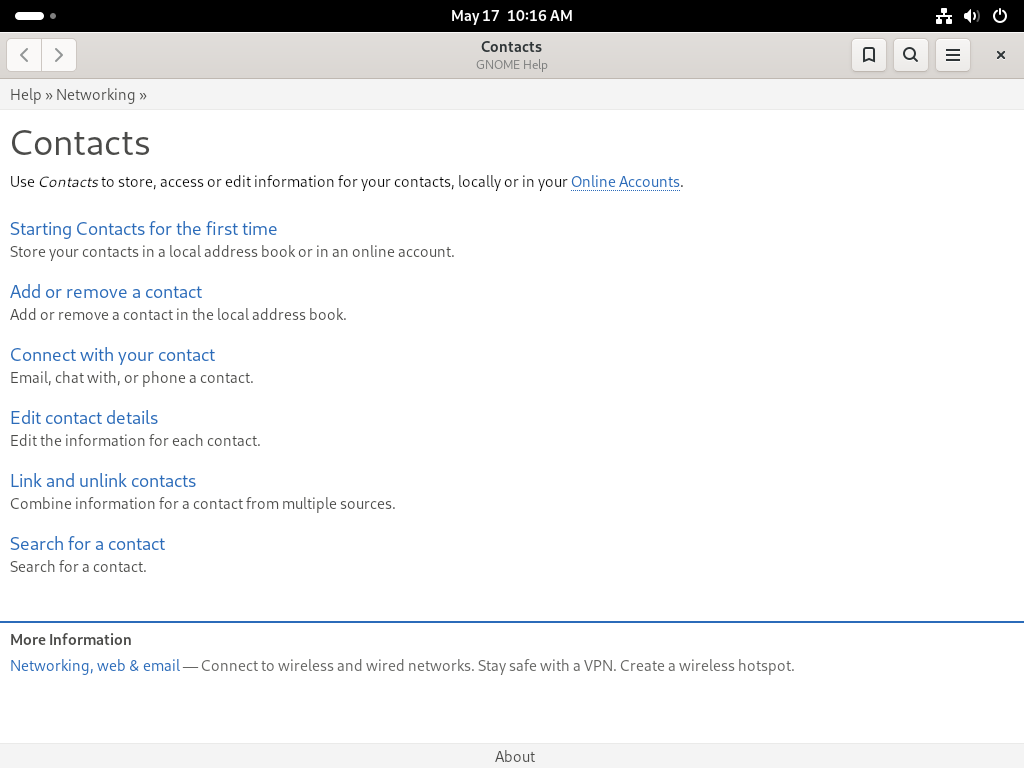 May 17  10:16 AM
Contacts
GNOME Help
Help » Networking »
Contacts
Use Contacts to store, access or edit information for your contacts, locally or in your Online Accounts.
Starting Contacts for the first time
Store your contacts in a local address book or in an online account.
Add or remove a contact
Add or remove a contact in the local address book.
Connect with your contact
Email, chat with, or phone a contact.
Edit contact details
Edit the information for each contact.
Link and unlink contacts
Combine information for a contact from multiple sources.
Search for a contact
Search for a contact.
More Information
Networking, web & email — Connect to wireless and wired networks. Stay safe with a VPN. Create a wireless hotspot.
About